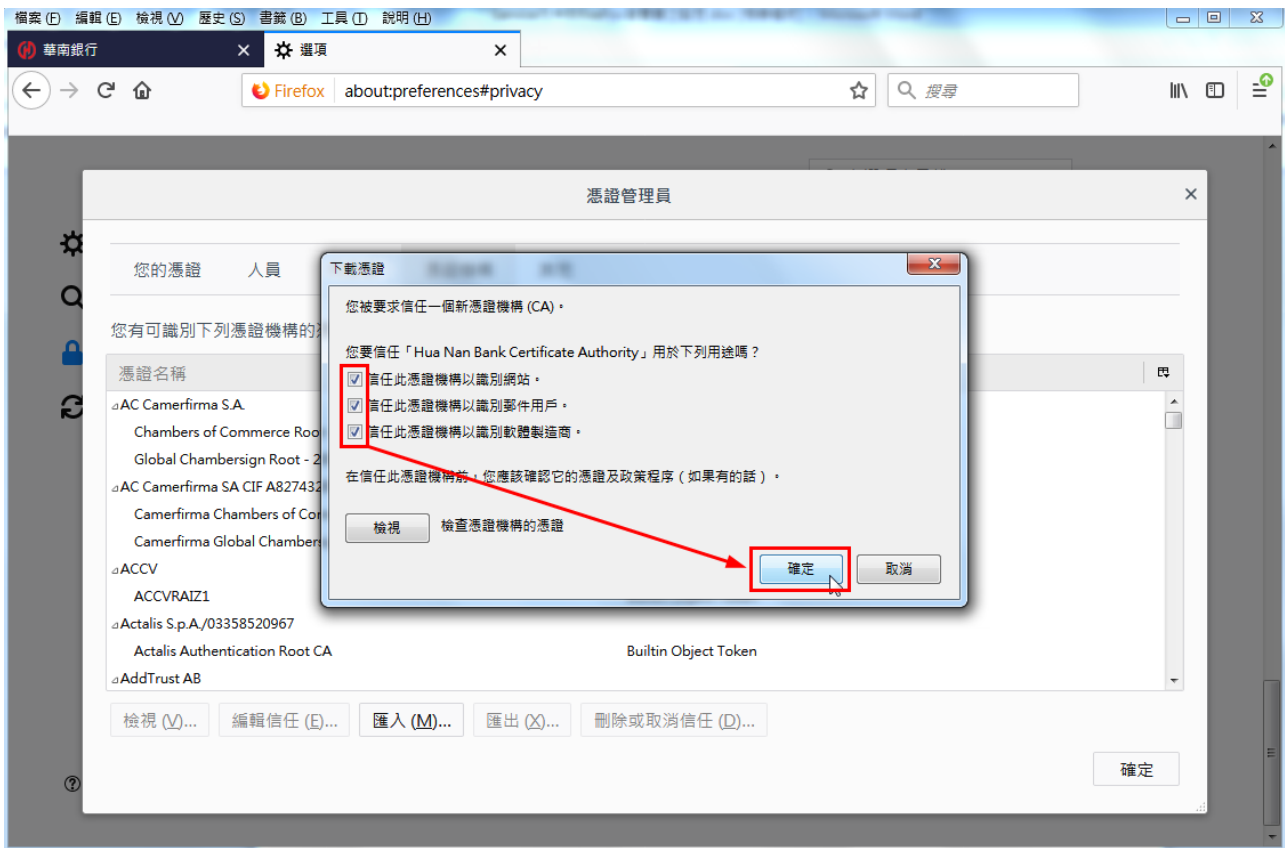 檔案(F) 編輯(E) 檢視(V) 歷史(S) 書籤(B) 工具(T) 說明(H)
華南銀行
選項
Firefox about:preferences#privacy
搜尋
憑證管理員
您的憑證 人員
下載憑證
您被要求信任一個新憑證機構 (CA)。
您有可識別下列憑證機構的
您要信任「Hua Nan Bank Certificate Authority」用於下列用途嗎？
憑證名稱
信任此憑證機構以識別網站。
信任此憑證機構以識別郵件用戶。
信任此憑證機構以識別軟體製造商。
在信任此憑證機構前，您應該確認它的憑證及政策程序（如果有的話）。
檢視 檢查憑證機構的憑證
確定 取消
AC Camerfirma S.A.
Chambers of Commerce Roo
Global Chambersign Root - 2
AC Camerfirma SA CIF A827432
Camerfirma Chambers of Co
Camerfirma Global Chambers
ACCV
ACCVRAIZ1
Actalis S.p.A./03358520967
Actalis Authentication Root CA Builtin Object Token
AddTrust AB
檢視 (V)... 編輯信任 (E)... 匯入 (M)... 匯出 (X)... 刪除或取消信任 (D)...
確定